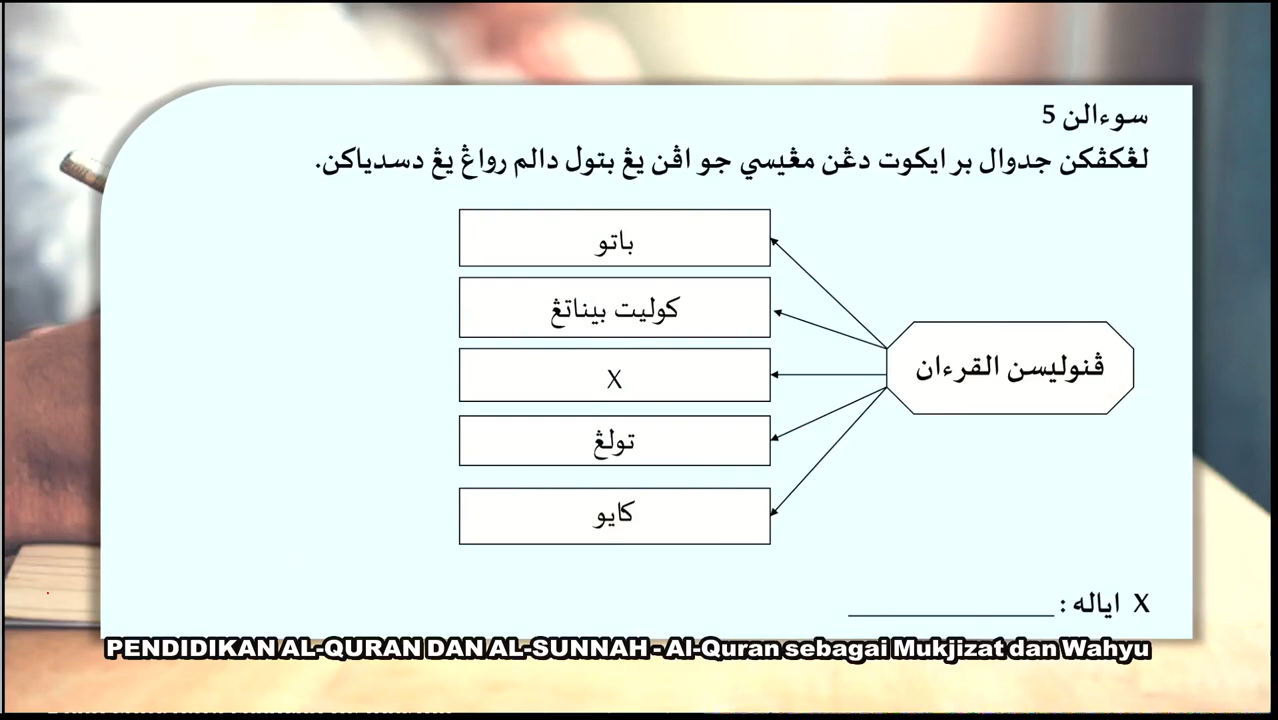 سوءالن 5
لڠكڤكن جدوال بر ايكوت دڠن مڠيسي جو اڤن يڠ بتول دالم رواڠ يڠ دسدياكن.
باتو
كوليت بيناتڠ
X
تولڠ
كايو
ڤنوليسن القرءان
X اياله : ____________
PENDIDIKAN AL-QURAN DAN AL-SUNNAH - Al-Quran sebagai Mukjizat dan Wahyu